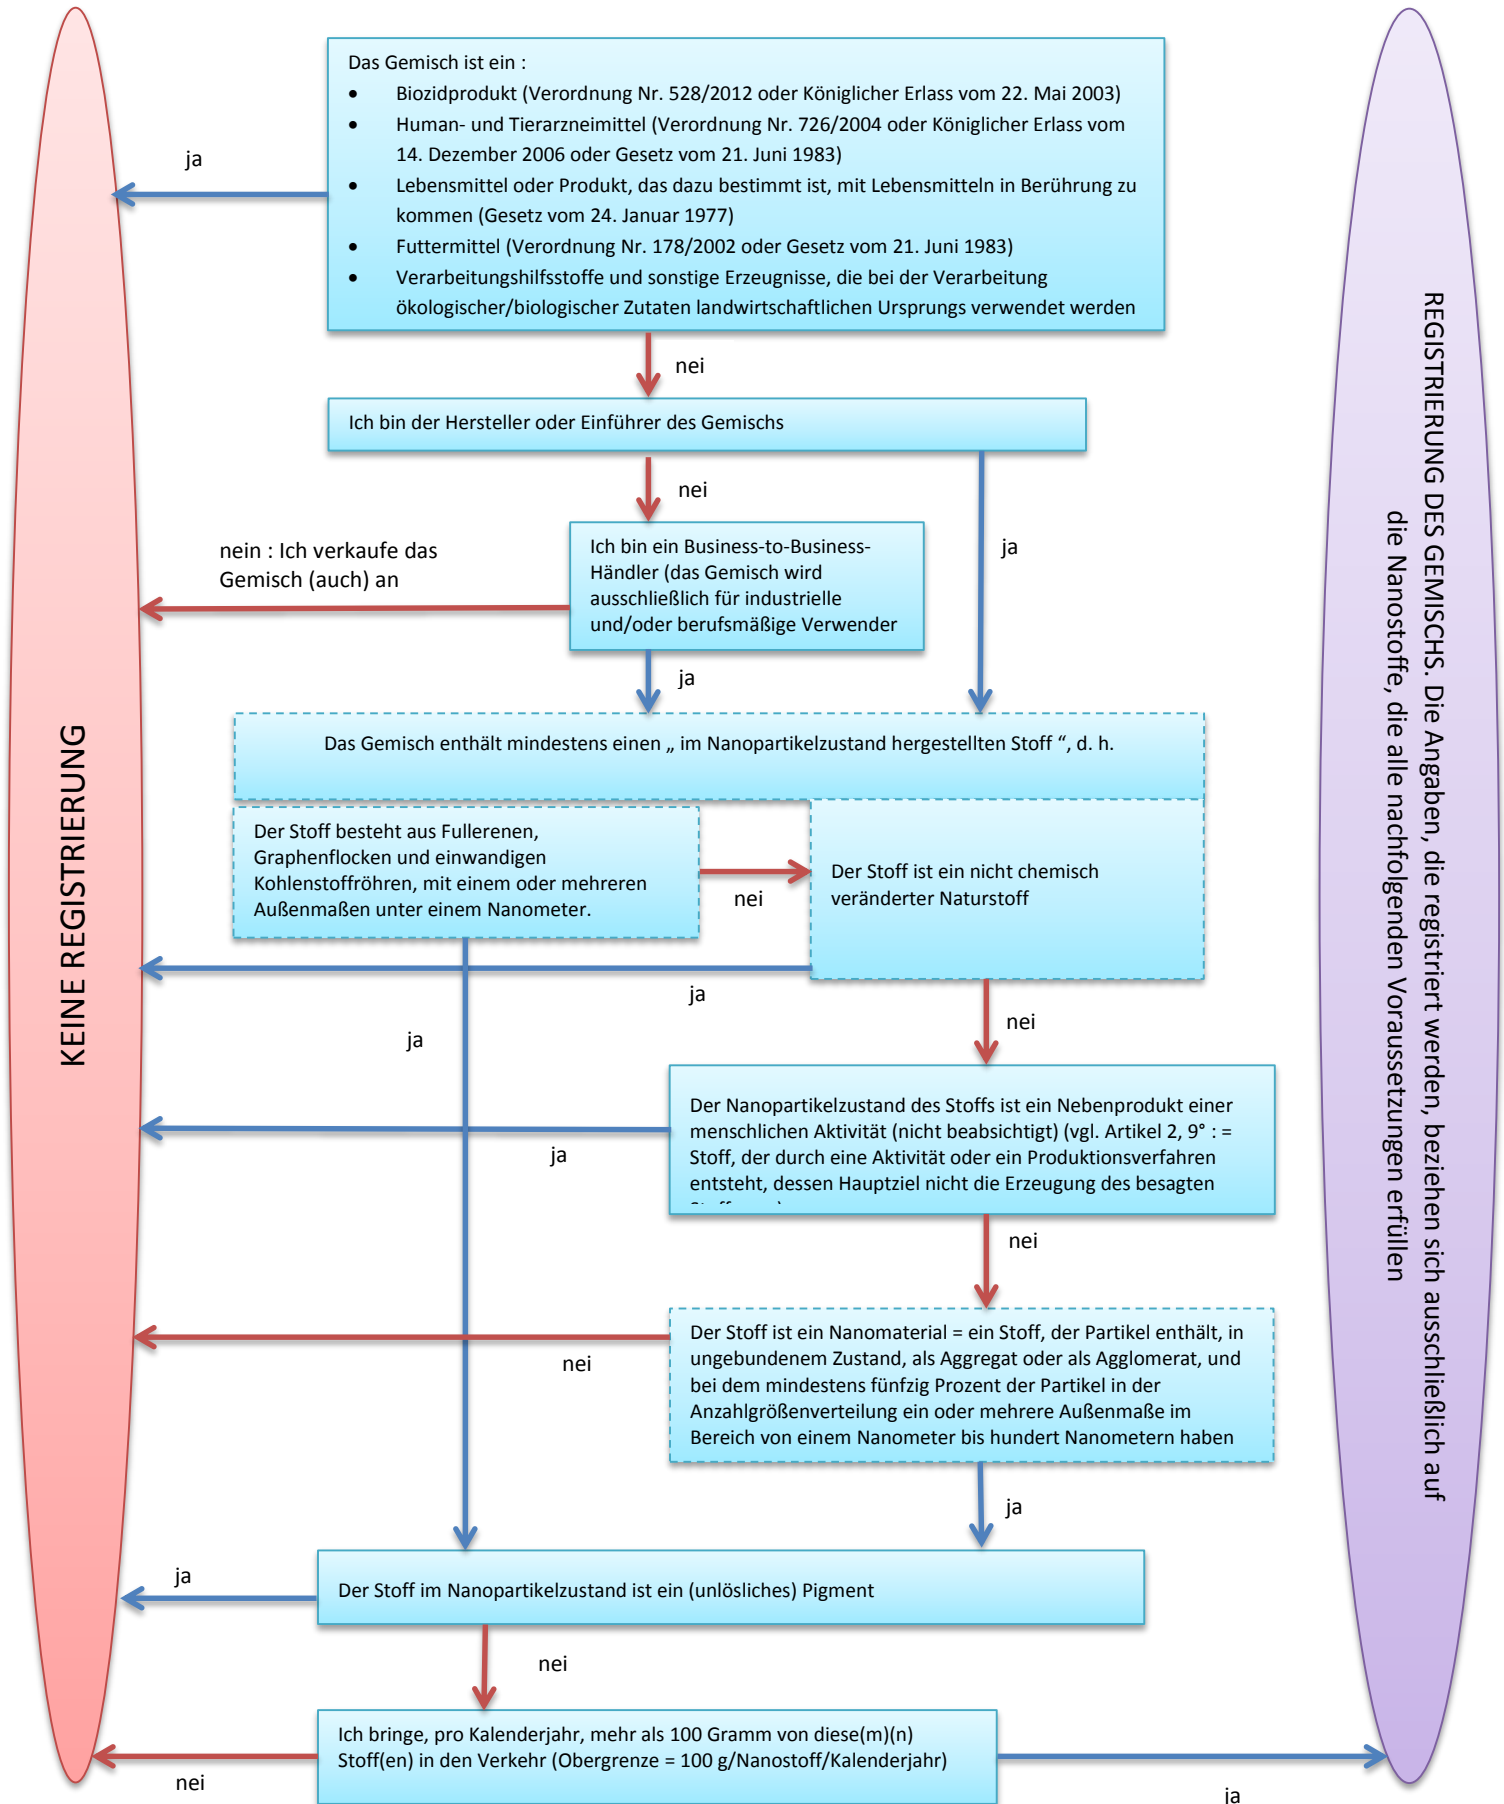 Das Gemisch ist ein :
• Biozidprodukt (Verordnung Nr. 528/2012 oder Königlicher Erlass vom 22. Mai 2003)
• Human- und Tierarzneimittel (Verordnung Nr. 726/2004 oder Königlicher Erlass vom
14. Dezember 2006 oder Gesetz vom 21. Juni 1983)
• Lebensmittel oder Produkt, das dazu bestimmt ist, mit Lebensmitteln in Berührung zu
kommen (Gesetz vom 24. Januar 1977)
• Futtermittel (Verordnung Nr. 178/2002 oder Gesetz vom 21. Juni 1983)
• Verarbeitungshilfsstoffe und sonstige Erzeugnisse, die bei der Verarbeitung
ökologischer/biologischer Zutaten landwirtschaftlichen Ursprungs verwendet werden
ja
nei
Ich bin der Hersteller oder Einführer des Gemischs
nei
ja
Ich bin ein Business-to-Business-
Händler (das Gemisch wird
ausschließlich für industrielle
und/oder berufsmäßige Verwender
nein : Ich verkaufe das
Gemisch (auch) an
ja
Das Gemisch enthält mindestens einen „ im Nanopartikelzustand hergestellten Stoff “, d. h.
Der Stoff besteht aus Fullerenen,
Graphenflocken und einwandigen
Kohlenstoffröhren, mit einem oder mehreren
Außenmaßen unter einem Nanometer.
nei
Der Stoff ist ein nicht chemisch
veränderter Naturstoff
ja
ja
nei
Der Nanopartikelzustand des Stoffs ist ein Nebenprodukt einer
menschlichen Aktivität (nicht beabsichtigt) (vgl. Artikel 2, 9° : =
Stoff, der durch eine Aktivität oder ein Produktionsverfahren
entsteht, dessen Hauptziel nicht die Erzeugung des besagten
ja
nei
Der Stoff ist ein Nanomaterial = ein Stoff, der Partikel enthält, in
ungebundenem Zustand, als Aggregat oder als Agglomerat, und
bei dem mindestens fünfzig Prozent der Partikel in der
Anzahlgrößenverteilung ein oder mehrere Außenmaße im
Bereich von einem Nanometer bis hundert Nanometern haben
nei
ja
Der Stoff im Nanopartikelzustand ist ein (unlösliches) Pigment
ja
nei
Ich bringe, pro Kalenderjahr, mehr als 100 Gramm von diese(m)(n)
Stoff(en) in den Verkehr (Obergrenze = 100 g/Nanostoff/Kalenderjahr)
nei
ja
KEINE REGISTRIERUNG
REGISTRIERUNG DES GEMISCHS. Die Angaben, die registriert werden, beziehen sich ausschließlich auf
die Nanostoffe, die alle nachfolgenden Voraussetzungen erfüllen